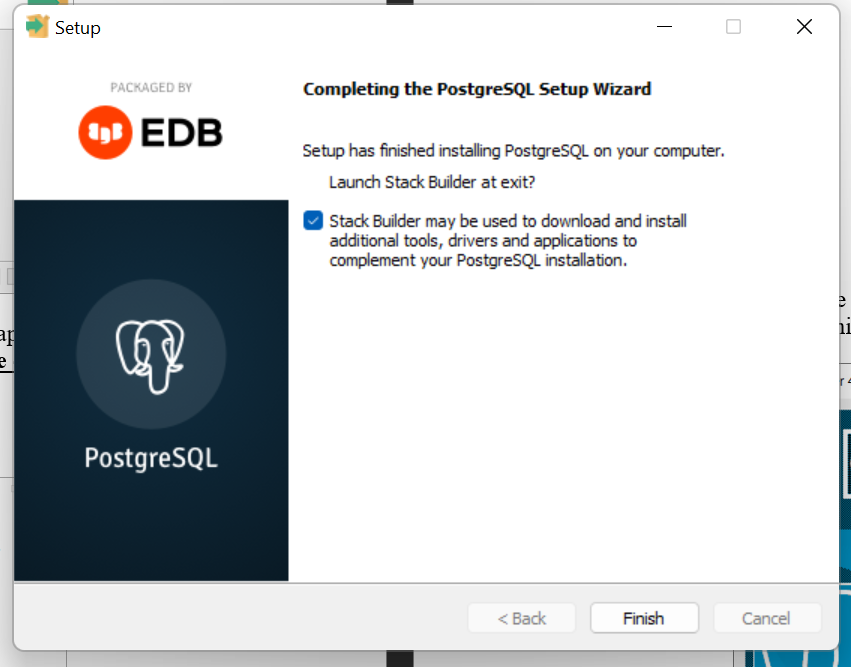 Setup
PACKAGED BY
EDB
Completing the PostgreSQL Setup Wizard
Setup has finished installing PostgreSQL on your computer.
Launch Stack Builder at exit?
Stack Builder may be used to download and install
additional tools, drivers and applications to
complement your PostgreSQL installation.
PostgreSQL
< Back
Finish
Cancel